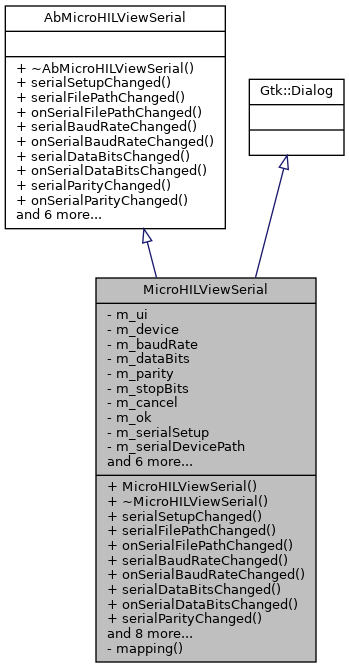 AbMicroHILViewSerial
+ ~AbMicroHILViewSerial()
+ serialSetupChanged()
+ serialFilePathChanged()
+ onSerialFilePathChanged()
+ serialBaudRateChanged()
+ onSerialBaudRateChanged()
+ serialDataBitsChanged()
+ onSerialDataBitsChanged()
+ serialParityChanged()
+ onSerialParityChanged()
and 6 more...
Gtk::Dialog
MicroHILViewSerial
- m_ui
- m_device
- m_baudRate
- m_dataBits
- m_parity
- m_stopBits
- m_cancel
- m_ok
- m_serialSetup
- m_serialDevicePath
and 6 more...
+ MicroHILViewSerial()
+ ~MicroHILViewSerial()
+ serialSetupChanged()
+ serialFilePathChanged()
+ onSerialFilePathChanged()
+ serialBaudRateChanged()
+ onSerialBaudRateChanged()
+ serialDataBitsChanged()
+ onSerialDataBitsChanged()
+ serialParityChanged()
and 8 more...
- mapping()